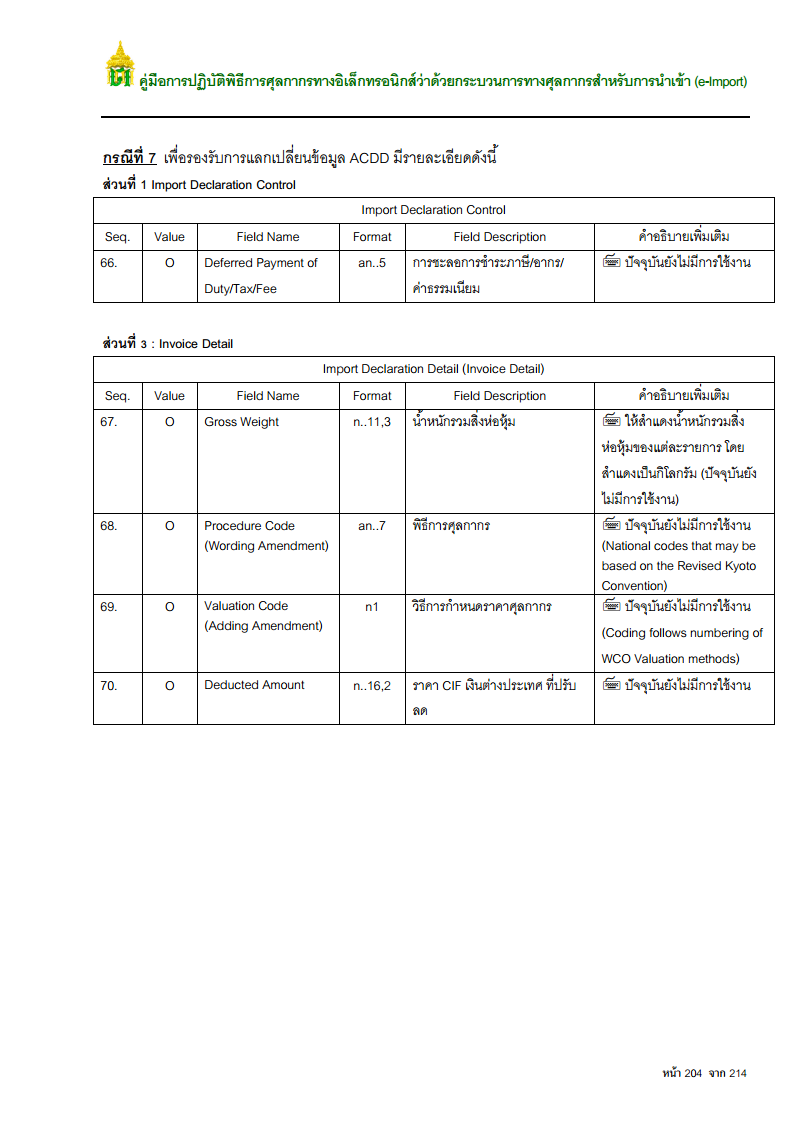 คู่มือการปฏิบัติพิธีการศุลกากรทางอิเล็กทรอนิกส์ว่าด้วยกระบวนการทางศุลกากรสำหรับการนำเข้า (e-Import)
กรณีที่ 7 เพื่อรองรับการแลกเปลี่ยนข้อมูล ACDD มีรายละเอียดดังนี้
ส่วนที่ 1 Import Declaration Control
Import Declaration Control
Seq. Value Field Name Format Field Description คำอธิบายเพิ่มเติม
66. O Deferred Payment of an..5 การชะลอการชำระภาษี/อากร/ ปัจจุบันยังไม่มีการใช้งาน
Duty/Tax/Fee ค่าธรรมเนียม
ส่วนที่ 3 : Invoice Detail
Import Declaration Detail (Invoice Detail)
Seq. Value Field Name Format Field Description คำอธิบายเพิ่มเติม
67. O Gross Weight n..11,3 น้ำหนักรวมสิ่งห่อหุ้ม ให้สำแดงน้ำหนักรวมสิ่ง
ห่อหุ้มของแต่ละรายการ โดย
สำแดงเป็นกิโลกรัม (ปัจจุบันยัง
ไม่มีการใช้งาน)
68. O Procedure Code an..7 พิธีการศุลกากร ปัจจุบันยังไม่มีการใช้งาน
(Wording Amendment) (National codes that may be
based on the Revised Kyoto
Convention)
69. O Valuation Code n1 วิธีการกำหนดราคาศุลกากร ปัจจุบันยังไม่มีการใช้งาน
(Adding Amendment) (Coding follows numbering of
WCO Valuation methods)
70. O Deducted Amount n..16,2 ราคา CIF เงินต่างประเทศ ที่ปรับ ปัจจุบันยังไม่มีการใช้งาน
ลด
หน้า 204 จาก 214